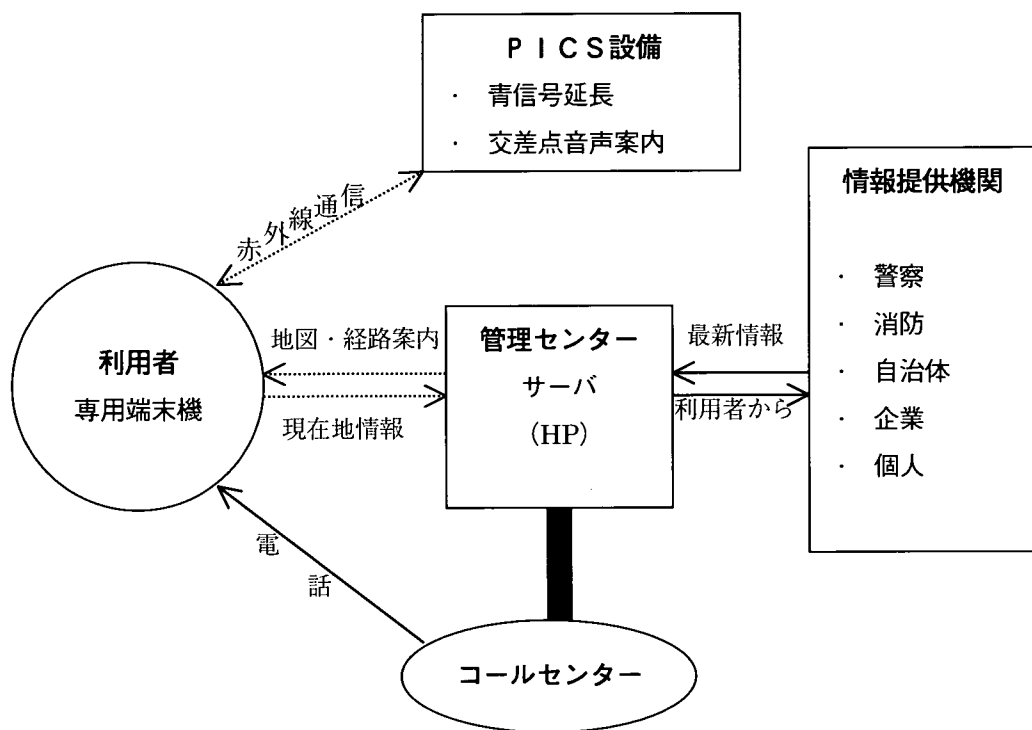 ＰＩＣＳ設備
・ 青信号延長
・ 交差点音声案内
情報提供機関
・ 警察
・ 消防
・ 自治体
・ 企業
・ 個人
赤外線通信
利用者
専用端末機
地図・経路案内
現在地情報
管理センター
サーバ
（HP）
最新情報
利用者から
電話
コールセンター